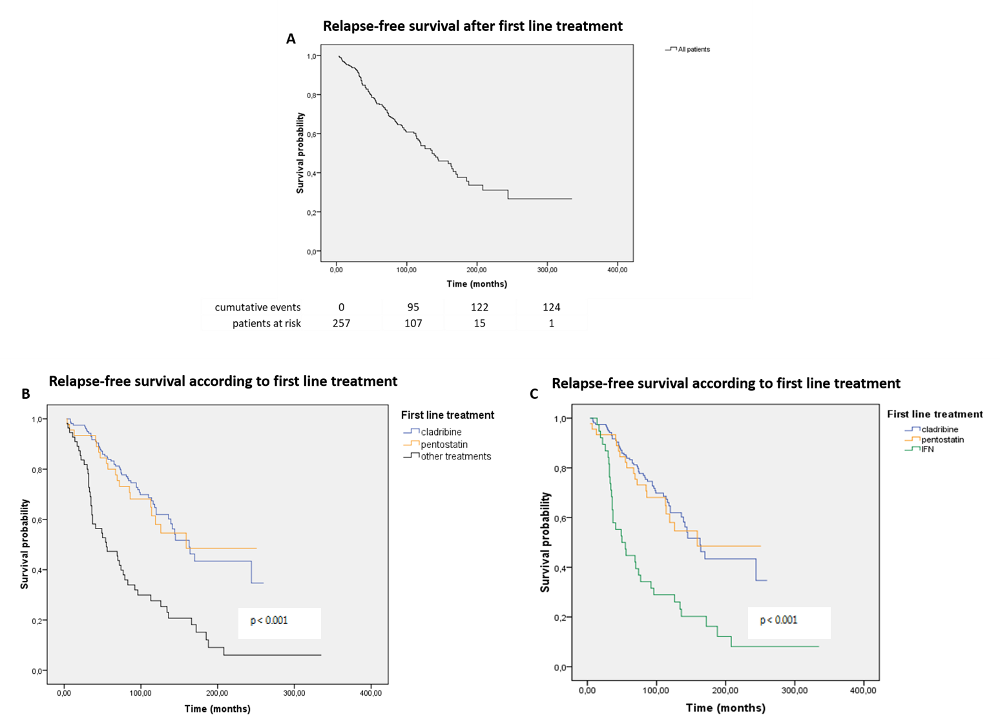 Relapse-free survival after first line treatment
A
All patients
1,0
0,8
0,6
0,4
0,2
0,0
Survival probability
0,00 100,00 200,00 300,00 400,00
Time (months)
cumutative events 0 95 122 124
patients at risk 257 107 15 1
Relapse-free survival according to first line treatment
B
First line treatment
cladribine
pentostatin
other treatments
1,0
0,8
0,6
0,4
0,2
0,0
Survival probability
p < 0.001
0,00 100,00 200,00 300,00 400,00
Time (months)
Relapse-free survival according to first line treatment
C
First line treatment
cladribine
pentostatin
IFN
1,0
0,8
0,6
0,4
0,2
0,0
Survival probability
p < 0.001
0,00 100,00 200,00 300,00 400,00
Time (months)